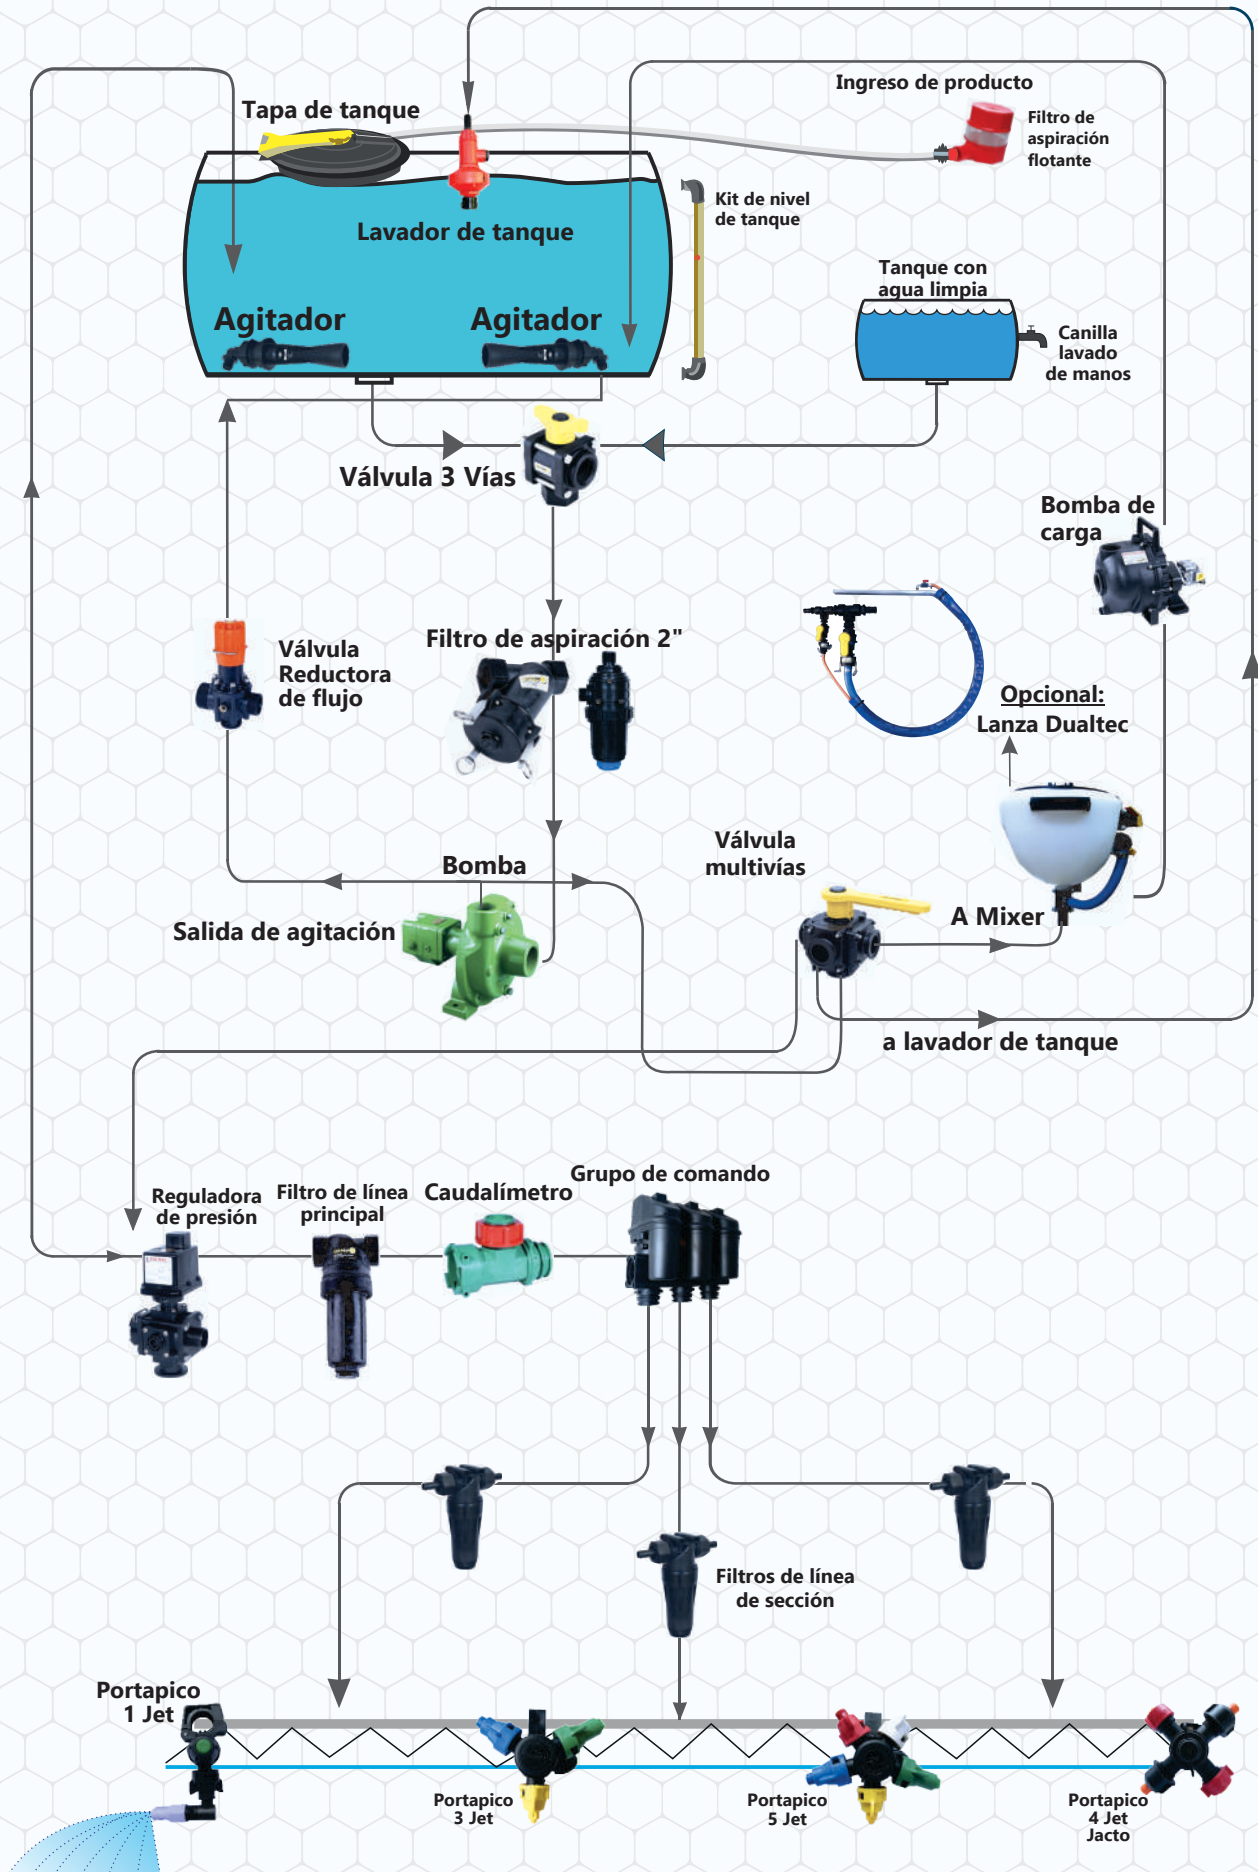 Ingreso de producto
Tapa de tanque
Filtro de
aspiración
flotante
Kit de nivel
de tanque
Lavador de tanque
Tanque con
agua limpia
Agitador
Agitador
Canilla
lavado
de manos
Válvula 3 Vías
Bomba de
carga
Filtro de aspiración 2"
Válvula
Reductora
de flujo
Opcional:
Lanza Dualtec
Válvula
multivías
Bomba
A Mixer
Salida de agitación
a lavador de tanque
Grupo de comando
Reguladora
de presión
Filtro de línea
principal
Caudalímetro
Filtros de línea
de sección
Portapico
1 Jet
Portapico
3 Jet
Portapico
5 Jet
Portapico
4 Jet
Jacto